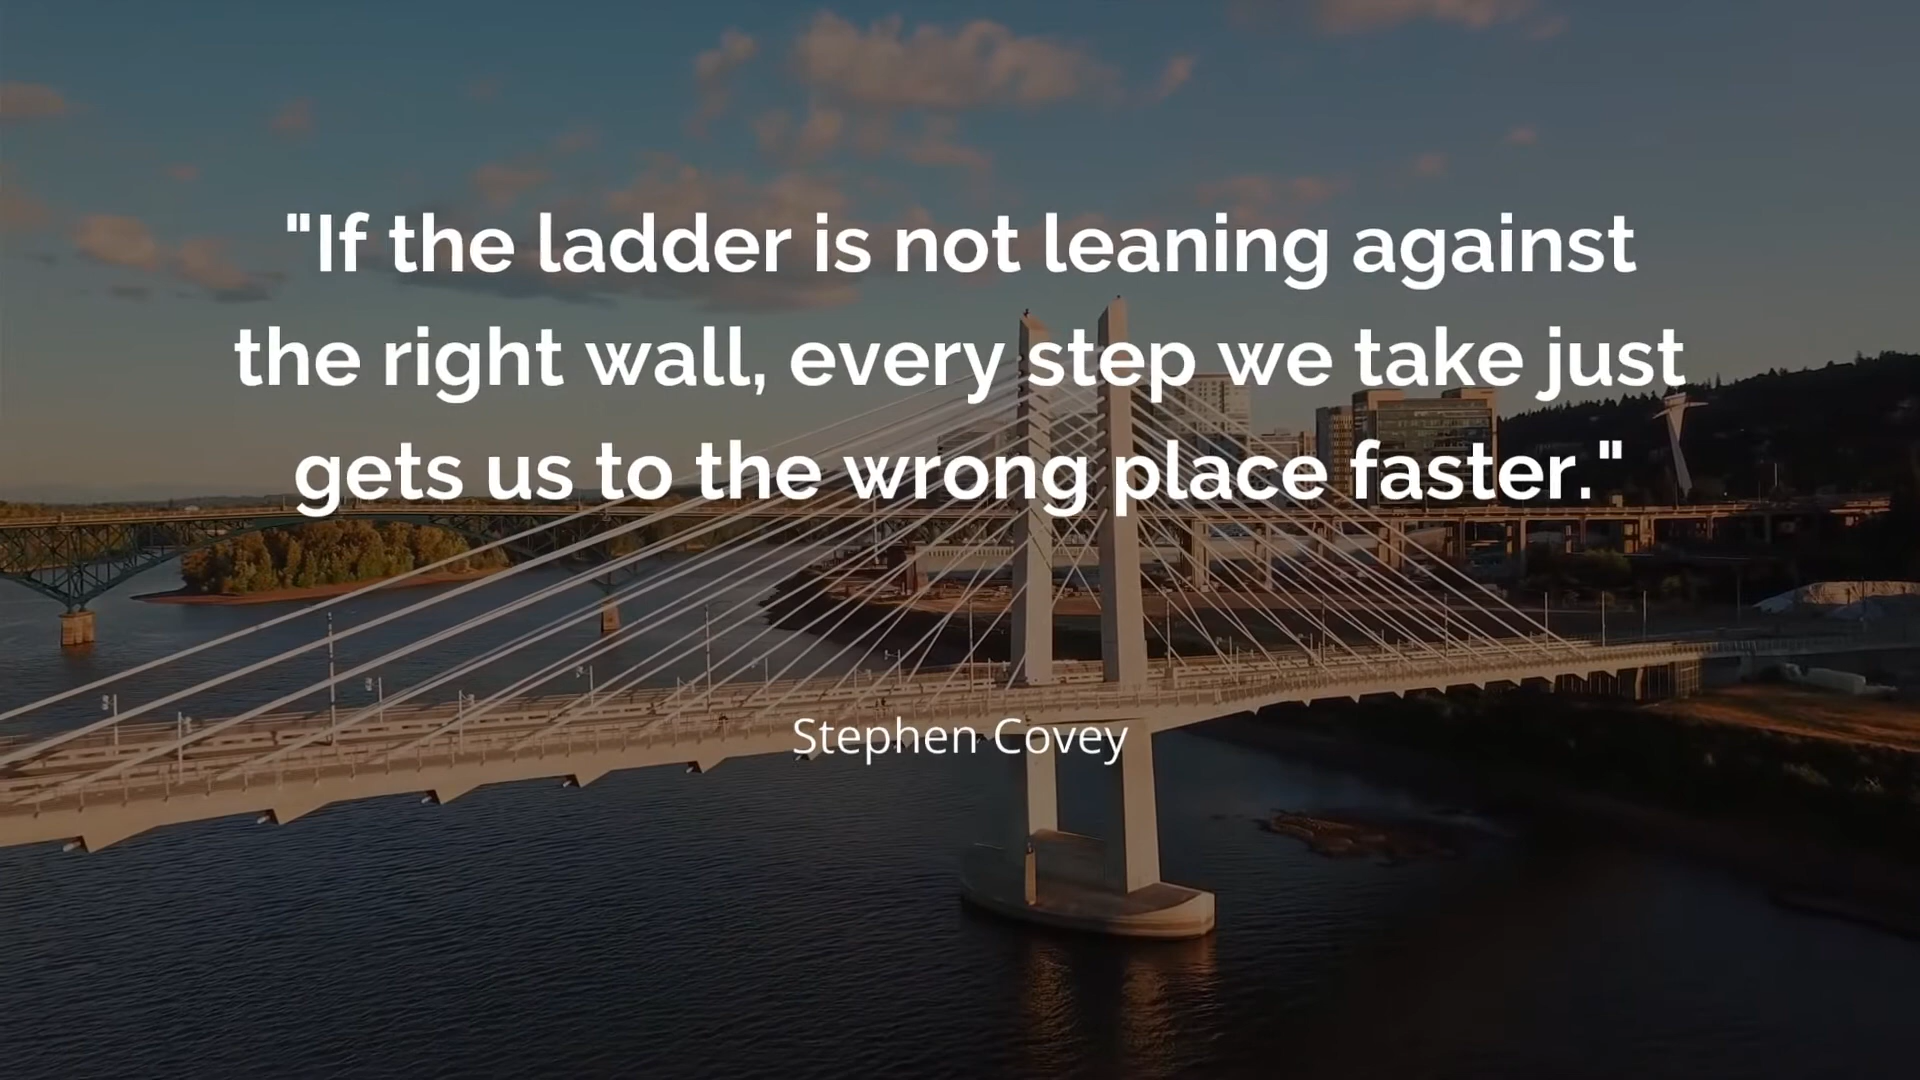 "If the ladder is not leaning against
the right wall, every step we take just
gets us to the wrong place faster."
Stephen Covey